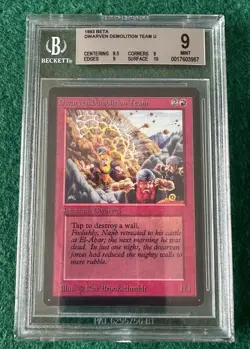 1993 BETA
DWARVEN DEMOLITION TEAM U
BECKETT
CENTERING 9.5 CORNERS 9
EDGES 9 SURFACE 10
9
MINT
0017603987
Dwarven Demolition Team
2
Summon Dwarves
Tap to destroy a wall.
Foolishly, Najib retreated to his castle
at El-Abar; the next morning he was
dead. In just one night, the dwarven
forces had reduced the mighty walls to
mere rubble.
1/1